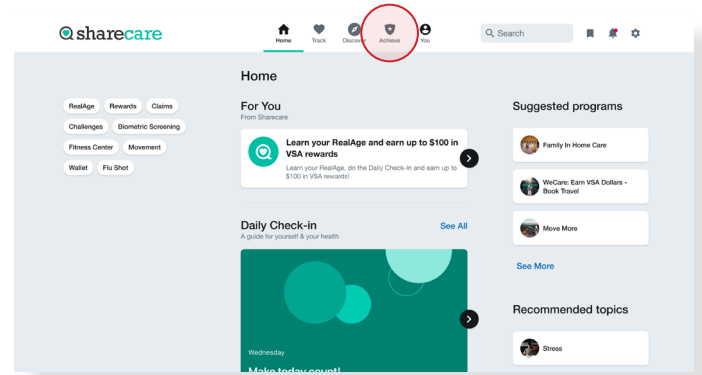 sharecare
Home
Track
Discover
Achieve
You
Search
Home
RealAge
Rewards
Claims
Challenges
Biometric Screening
Fitness Center
Movement
Wallet
Flu Shot
For You
From Sharecare
Learn your RealAge and earn up to $100 in
VSA rewards
Learn your RealAge, do the Daily Check-In and earn up to
$100 in VSA rewards!
Daily Check-in
See All
A guide for yourself & your health
Wednesday
Make today count!
Suggested programs
Family In Home Care
WeCare: Earn VSA Dollars -
Book Travel
Move More
See More
Recommended topics
Stress